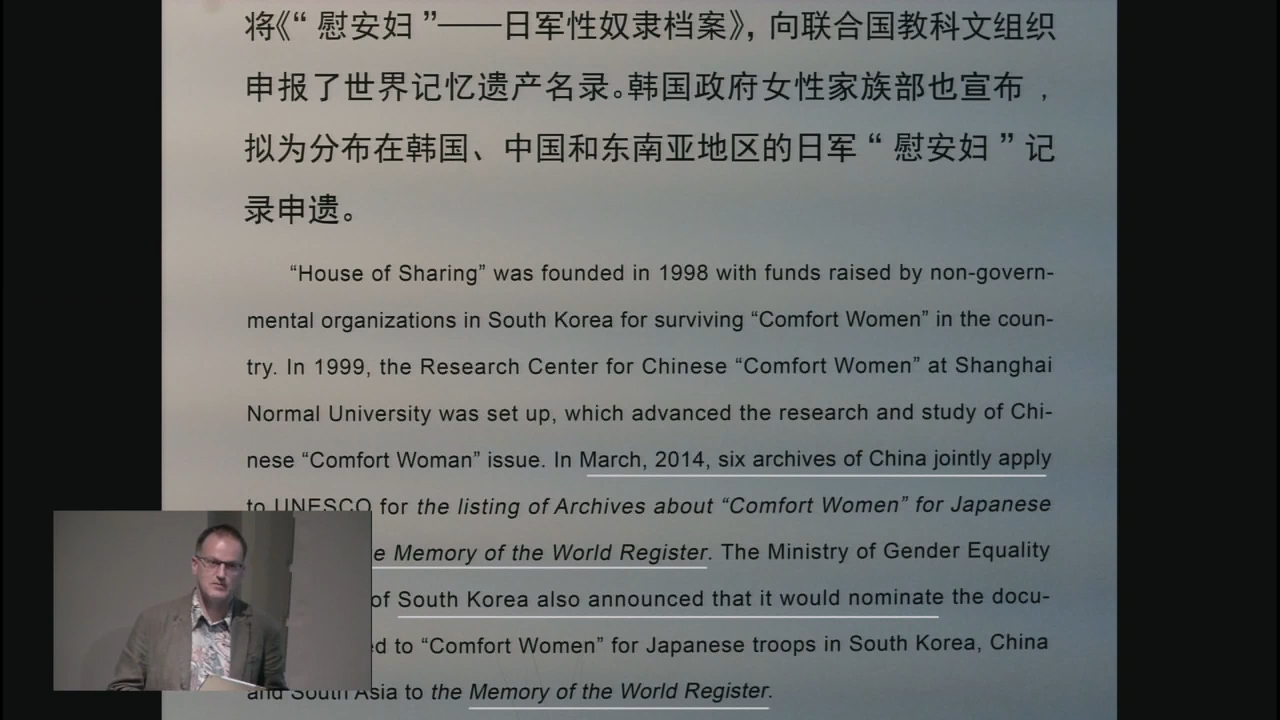 将《“慰安妇”——日军性奴隶档案》，向联合国教科文组织
申报了世界记忆遗产名录。韩国政府女性家族部也宣布，
拟为分布在韩国、中国和东南亚地区的日军“慰安妇”记
录申遗。
“House of Sharing” was founded in 1998 with funds raised by non-govern-
mental organizations in South Korea for surviving “Comfort Women” in the coun-
try. In 1999, the Research Center for Chinese “Comfort Women” at Shanghai
Normal University was set up, which advanced the research and study of Chi-
nese “Comfort Woman” issue. In March, 2014, six archives of China jointly apply
to UNESCO for the listing of Archives about “Comfort Women” for Japanese
Memory of the World Register. The Ministry of Gender Equality
of South Korea also announced that it would nominate the docu-
to “Comfort Women” for Japanese troops in South Korea, China
and South Asia to the Memory of the World Register.